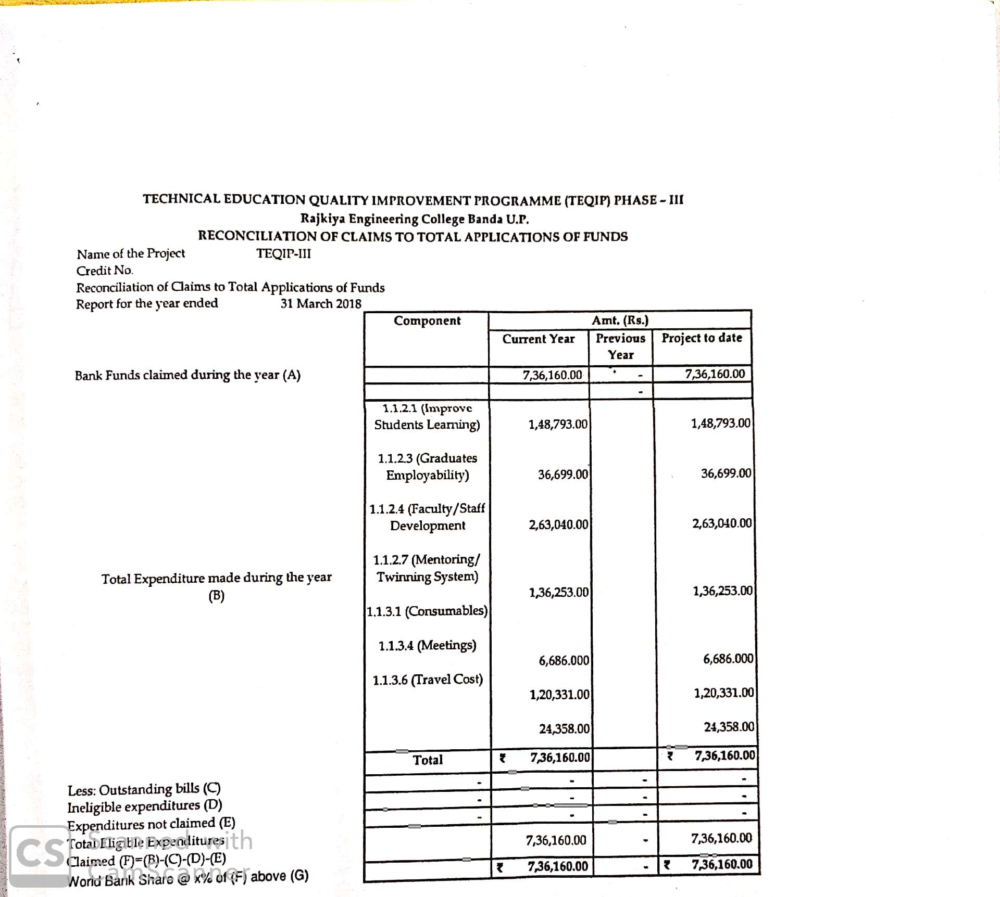 TECHNICAL EDUCATION QUALITY IMPROVEMENT PROGRAMME (TEQIP) PHASE - III
Rajkiya Engineering College Banda U.P.
RECONCILIATION OF CLAIMS TO TOTAL APPLICATIONS OF FUNDS
Name of the Project TEQIP-III
Credit No.
Reconciliation of Claims to Total Applications of Funds
Report for the year ended 31 March 2018
Component Amt. (Rs.)
Current Year Previous Project to date
Year
Bank Funds claimed during the year (A) 7,36,160.00 - 7,36,160.00
-
1.1.2.1 (Improve
Students Learning) 1,48,793.00 1,48,793.00
1.1.2.3 (Graduates
Employability) 36,699.00 36,699.00
1.1.2.4 (Faculty/Staff
Development 2,63,040.00 2,63,040.00
1.1.2.7 (Mentoring/
Total Expenditure made during the year Twinning System)
(B) 1,36,253.00 1,36,253.00
1.1.3.1 (Consumables)
1.1.3.4 (Meetings)
6,686.000 6,686.000
1.1.3.6 (Travel Cost)
1,20,331.00 1,20,331.00
24,358.00 24,358.00
Total ₹ 7,36,160.00 ₹ 7,36,160.00
Less: Outstanding bills (C) - - - -
Ineligible expenditures (D) - - - -
Expenditures not claimed (E) - - - -
Total Eligible Expenditures 7,36,160.00 - 7,36,160.00
Claimed (F)=(B)-(C)-(D)-(E)
World Bank Share @ x% of (F) above (G) ₹ 7,36,160.00 - ₹ 7,36,160.00
CS Scanned with
CamScanner